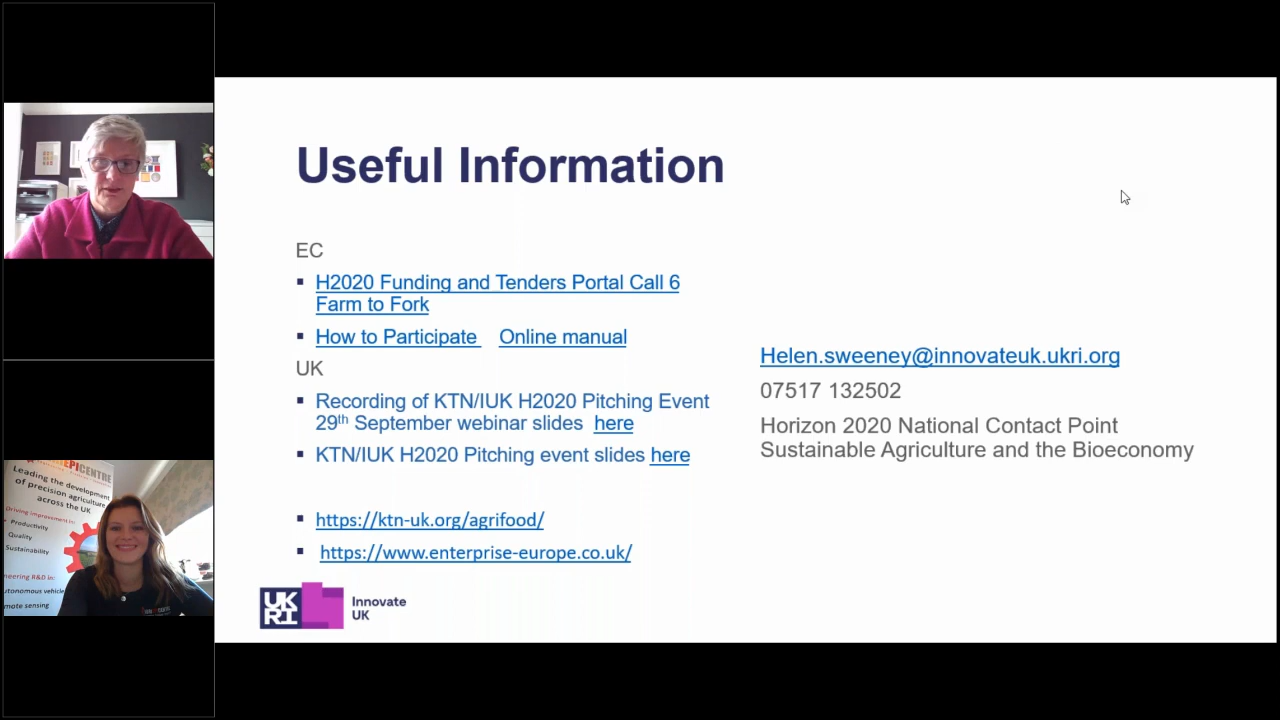 Useful Information
EC
H2020 Funding and Tenders Portal Call 6
Farm to Fork
How to Participate Online manual
UK
Recording of KTN/IUK H2020 Pitching Event
29th September webinar slides here
KTN/IUK H2020 Pitching event slides here
https://ktn-uk.org/agrifood/
https://www.enterprise-europe.co.uk/
Helen.sweeney@innovateuk.ukri.org
07517 132502
Horizon 2020 National Contact Point
Sustainable Agriculture and the Bioeconomy
UK
RI
Innovate
UK
EPICENTRE
Leading the development
of precision agriculture
across the UK
Driving improvement in:
Productivity
Quality
Sustainability
R&D in: